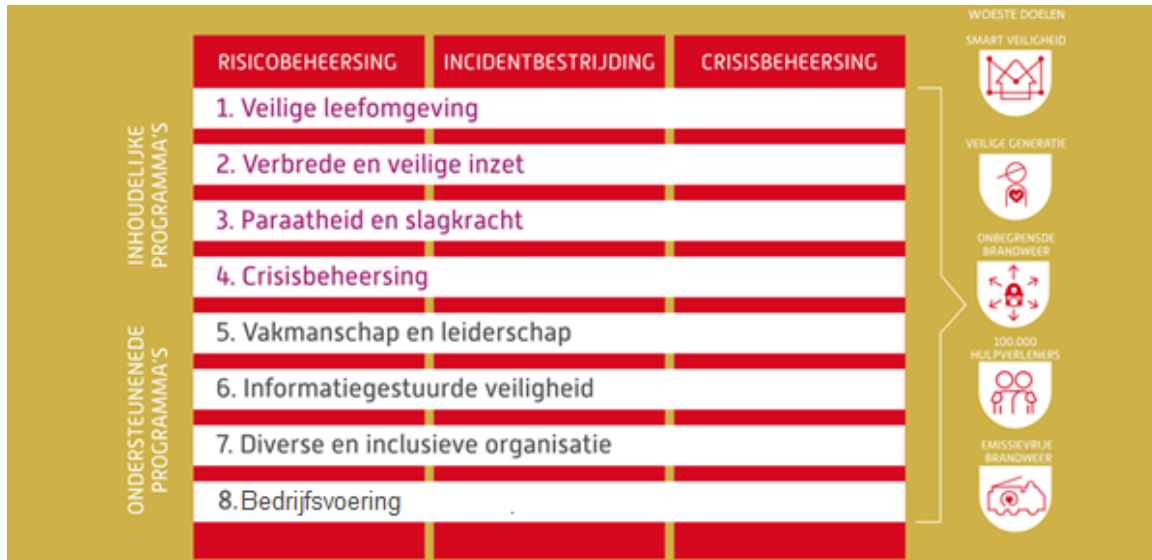 WOESTE DOELEN
RISICOBEHEERSING
INCIDENTBESTRIJDING
CRISISBEHEERSING
INHOUDELIJKE
PROGRAMMA'S
1. Veilige leefomgeving
2. Verbrede en veilige inzet
3. Paraatheid en slagkracht
4. Crisisbeheersing
ONDERSTEUNENEDE
PROGRAMMA'S
5. Vakmanschap en leiderschap
6. Informatiegestuurde veiligheid
7. Diverse en inclusieve organisatie
8. Bedrijfsvoering
SMART VEILIGHEID
VEILIGE GENERATIE
ONBEGRENSDE
BRANDWEER
100.000
HULPVERLENERS
EMISSIEVRIJE
BRANDWEER